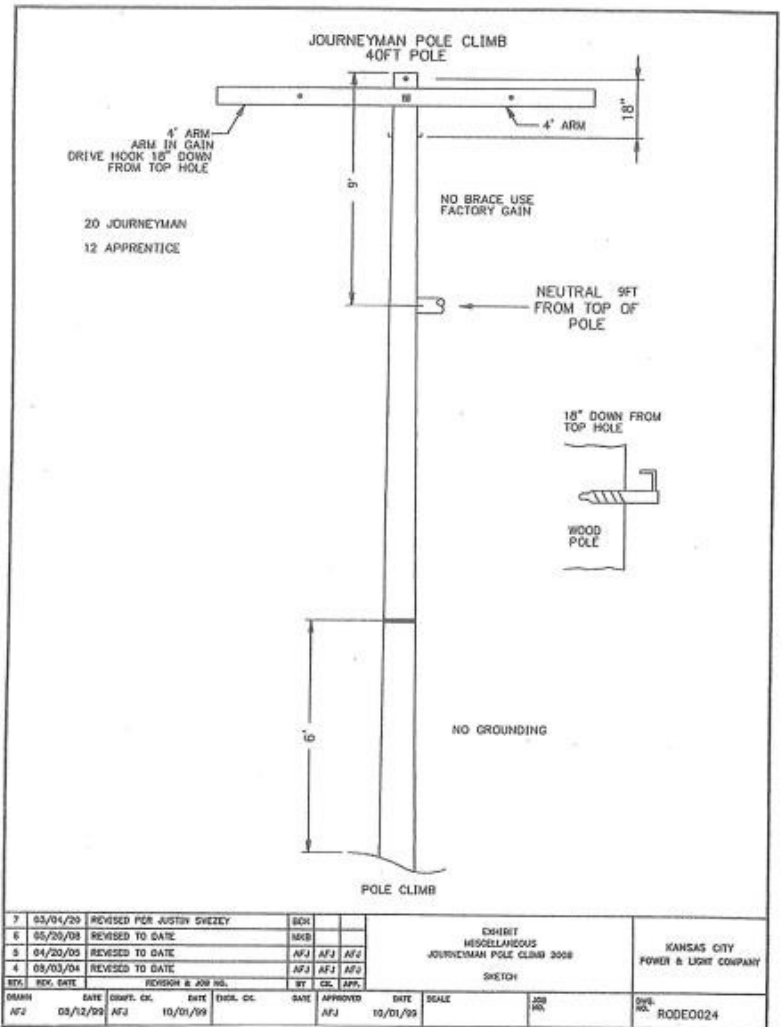 JOURNEYMAN POLE CLIMB
40FT POLE
18"
4' ARM
ARM IN GAIN
DRIVE HOOK 18" DOWN
FROM TOP HOLE
4' ARM
9'
NO BRACE USE
FACTORY GAIN
20 JOURNEYMAN
12 APPRENTICE
NEUTRAL 9FT
FROM TOP OF
POLE
18" DOWN FROM
TOP HOLE
WOOD
POLE
6'
NO GROUNDING
POLE CLIMB
7 03/04/20 REVISED PER JUSTIN SVEZEY
6 05/20/08 REVISED TO DATE MKB
5 04/20/05 REVISED TO DATE AFJ AFJ AFJ
4 09/03/04 REVISED TO DATE AFJ AFJ AFJ
REV. REV. DATE REVISION & JOB NO. BY CK. APP.
EXHIBIT
MISCELLANEOUS
JOURNEYMAN POLE CLIMB 2008
SKETCH
KANSAS CITY
POWER & LIGHT COMPANY
DRAWN DATE DRAFT. CK. DATE ENGR. CK. DATE APPROVED DATE SCALE JOB NO. DWG. NO.
AFJ 08/12/99 AFJ 10/01/99 AFJ 10/01/99 RODEO024